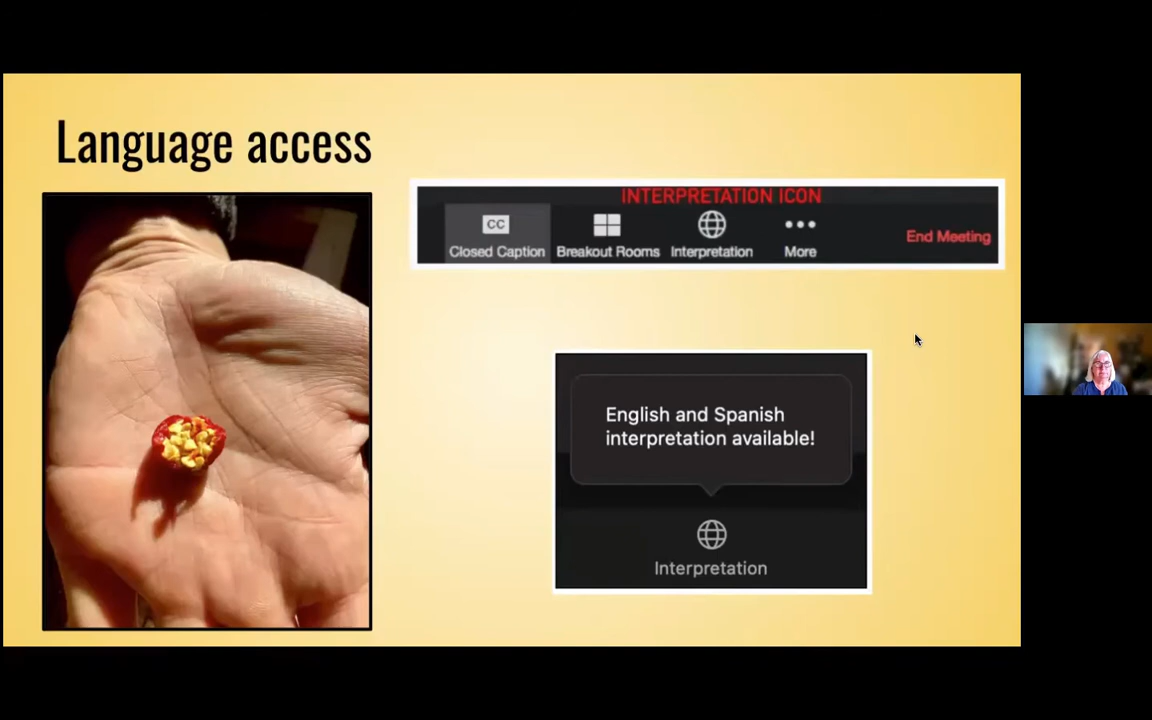 Language access
INTERPRETATION ICON
CC
Closed Caption Breakout Rooms Interpretation More End Meeting
English and Spanish
interpretation available!
Interpretation